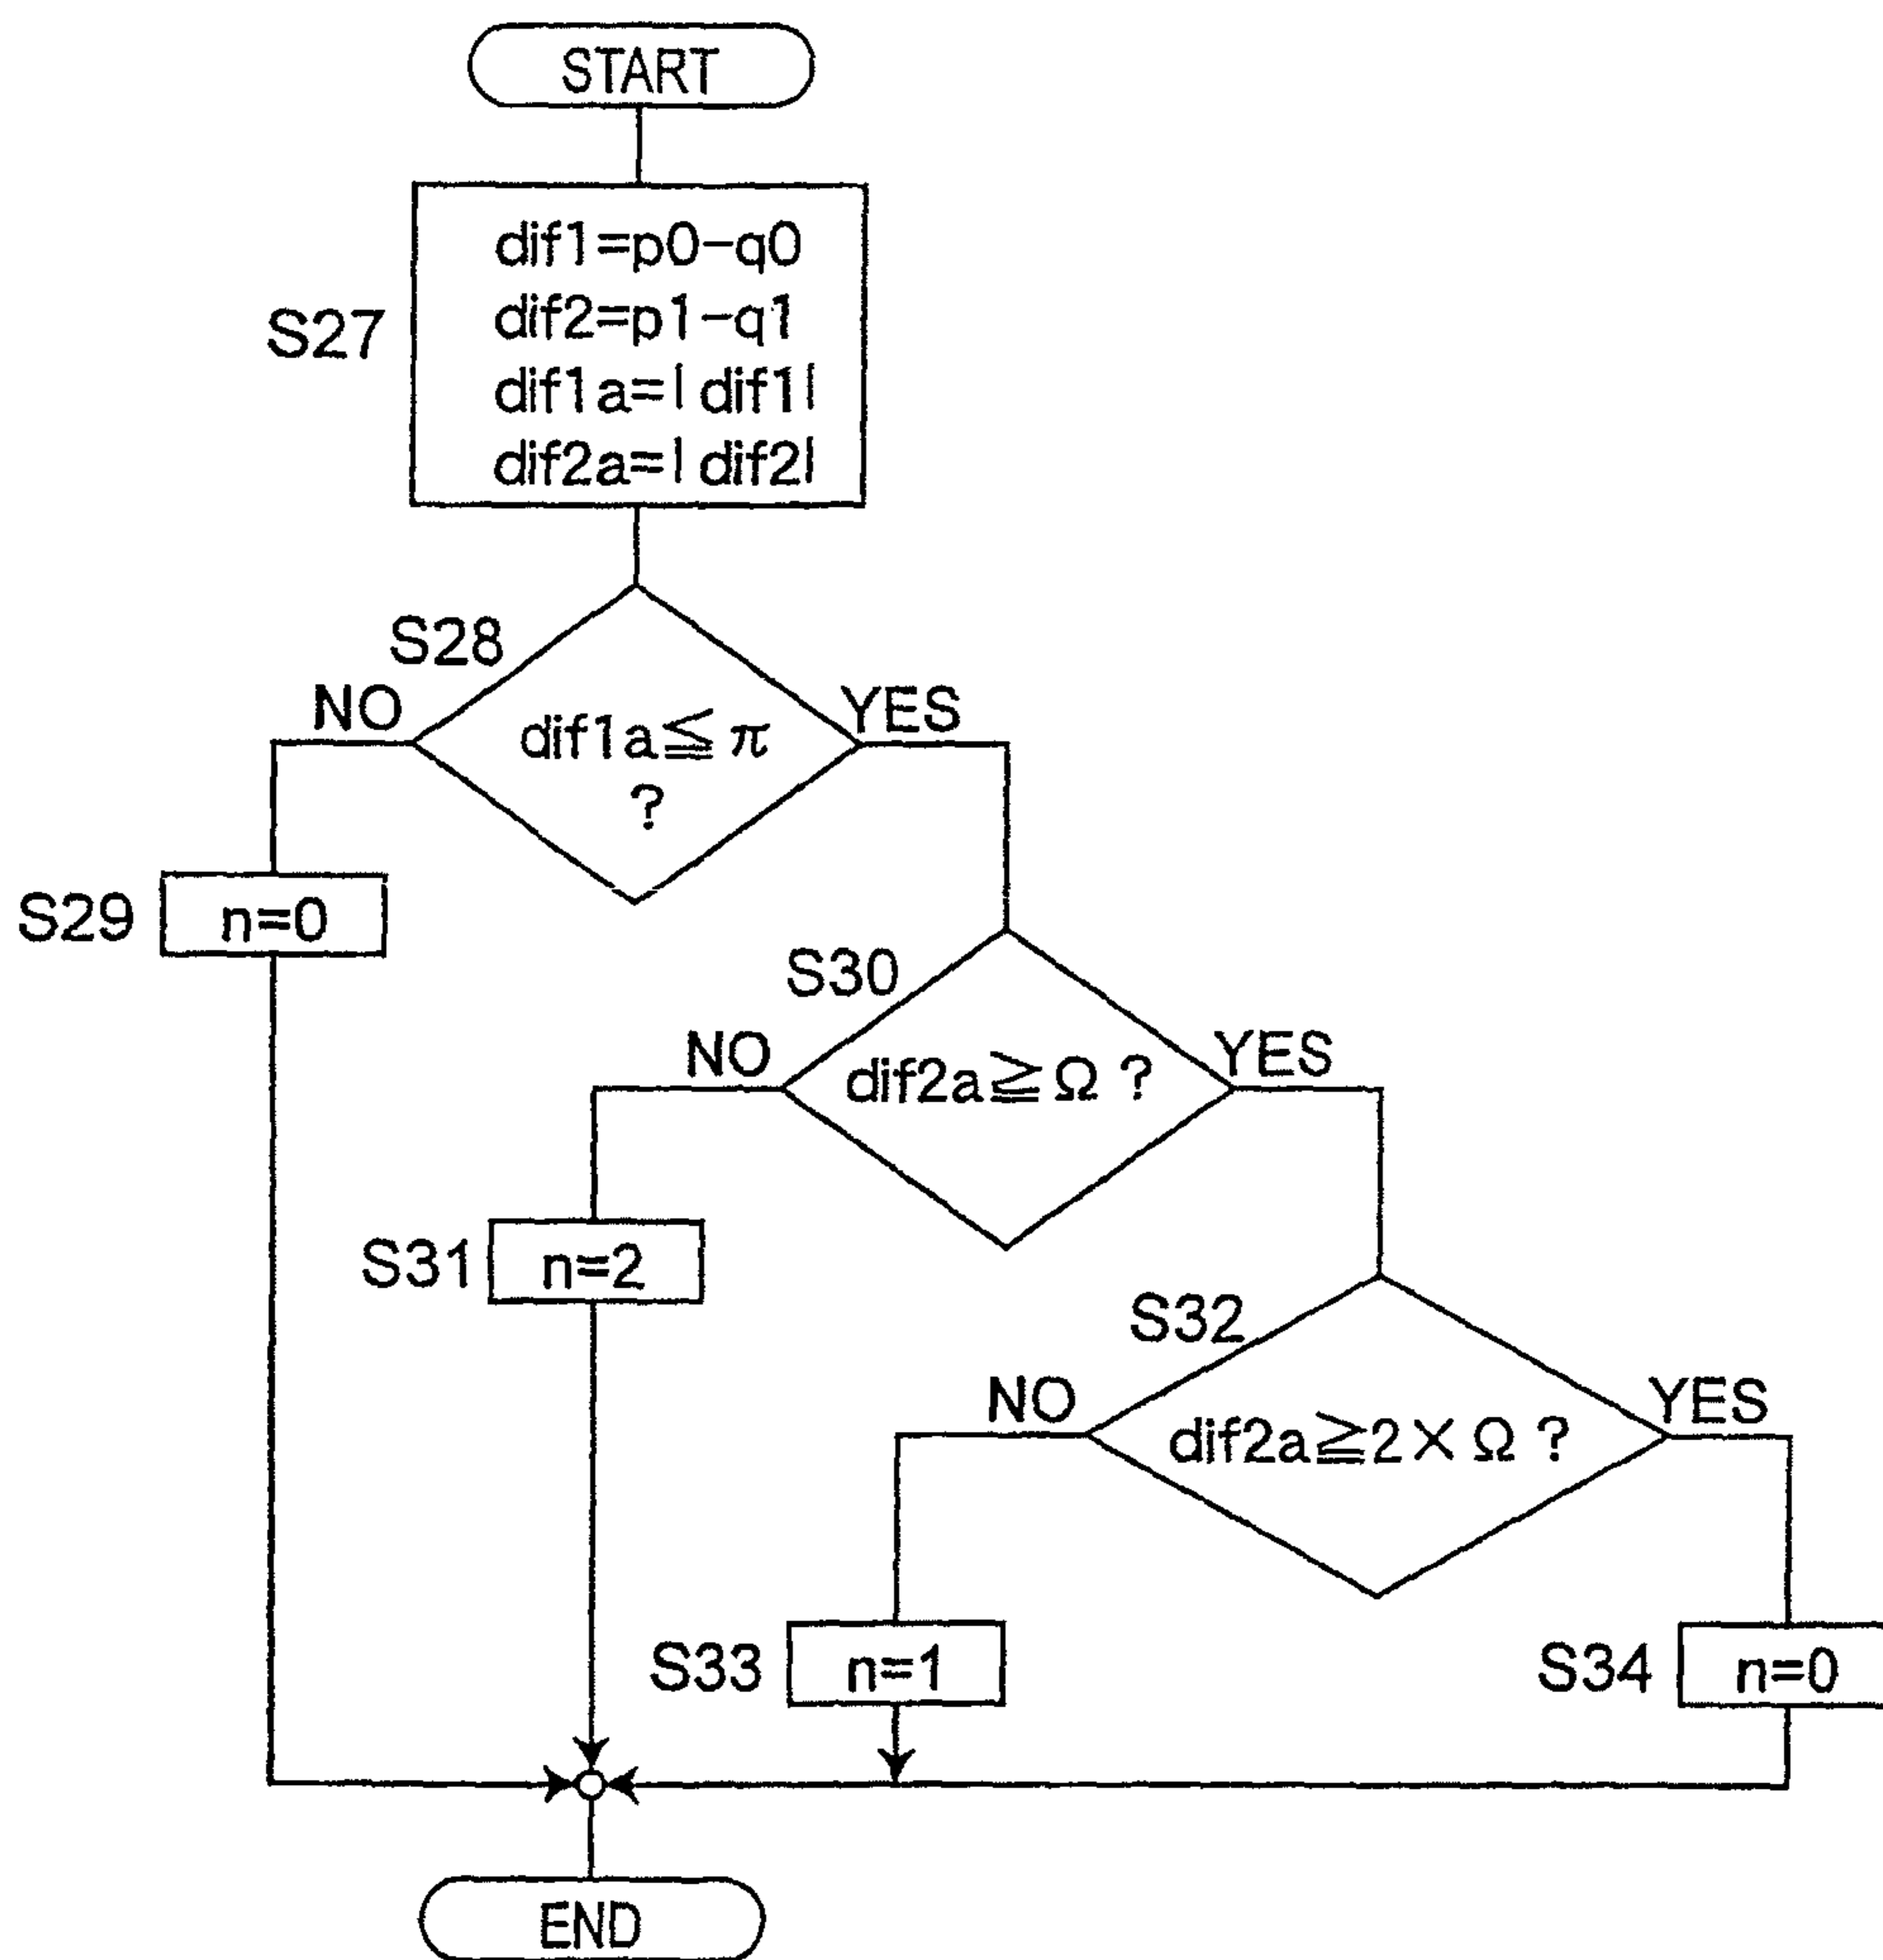 START
S27
dif1=p0-q0
dif2=p1-q1
dif1a=|dif1|
dif2a=|dif2|
S28
NO
YES
dif1a≦π
?
S29
n=0
S30
NO
YES
dif2a≧Ω?
S31
n=2
S32
NO
YES
dif2a≧2×Ω?
S33
n=1
S34
n=0
END